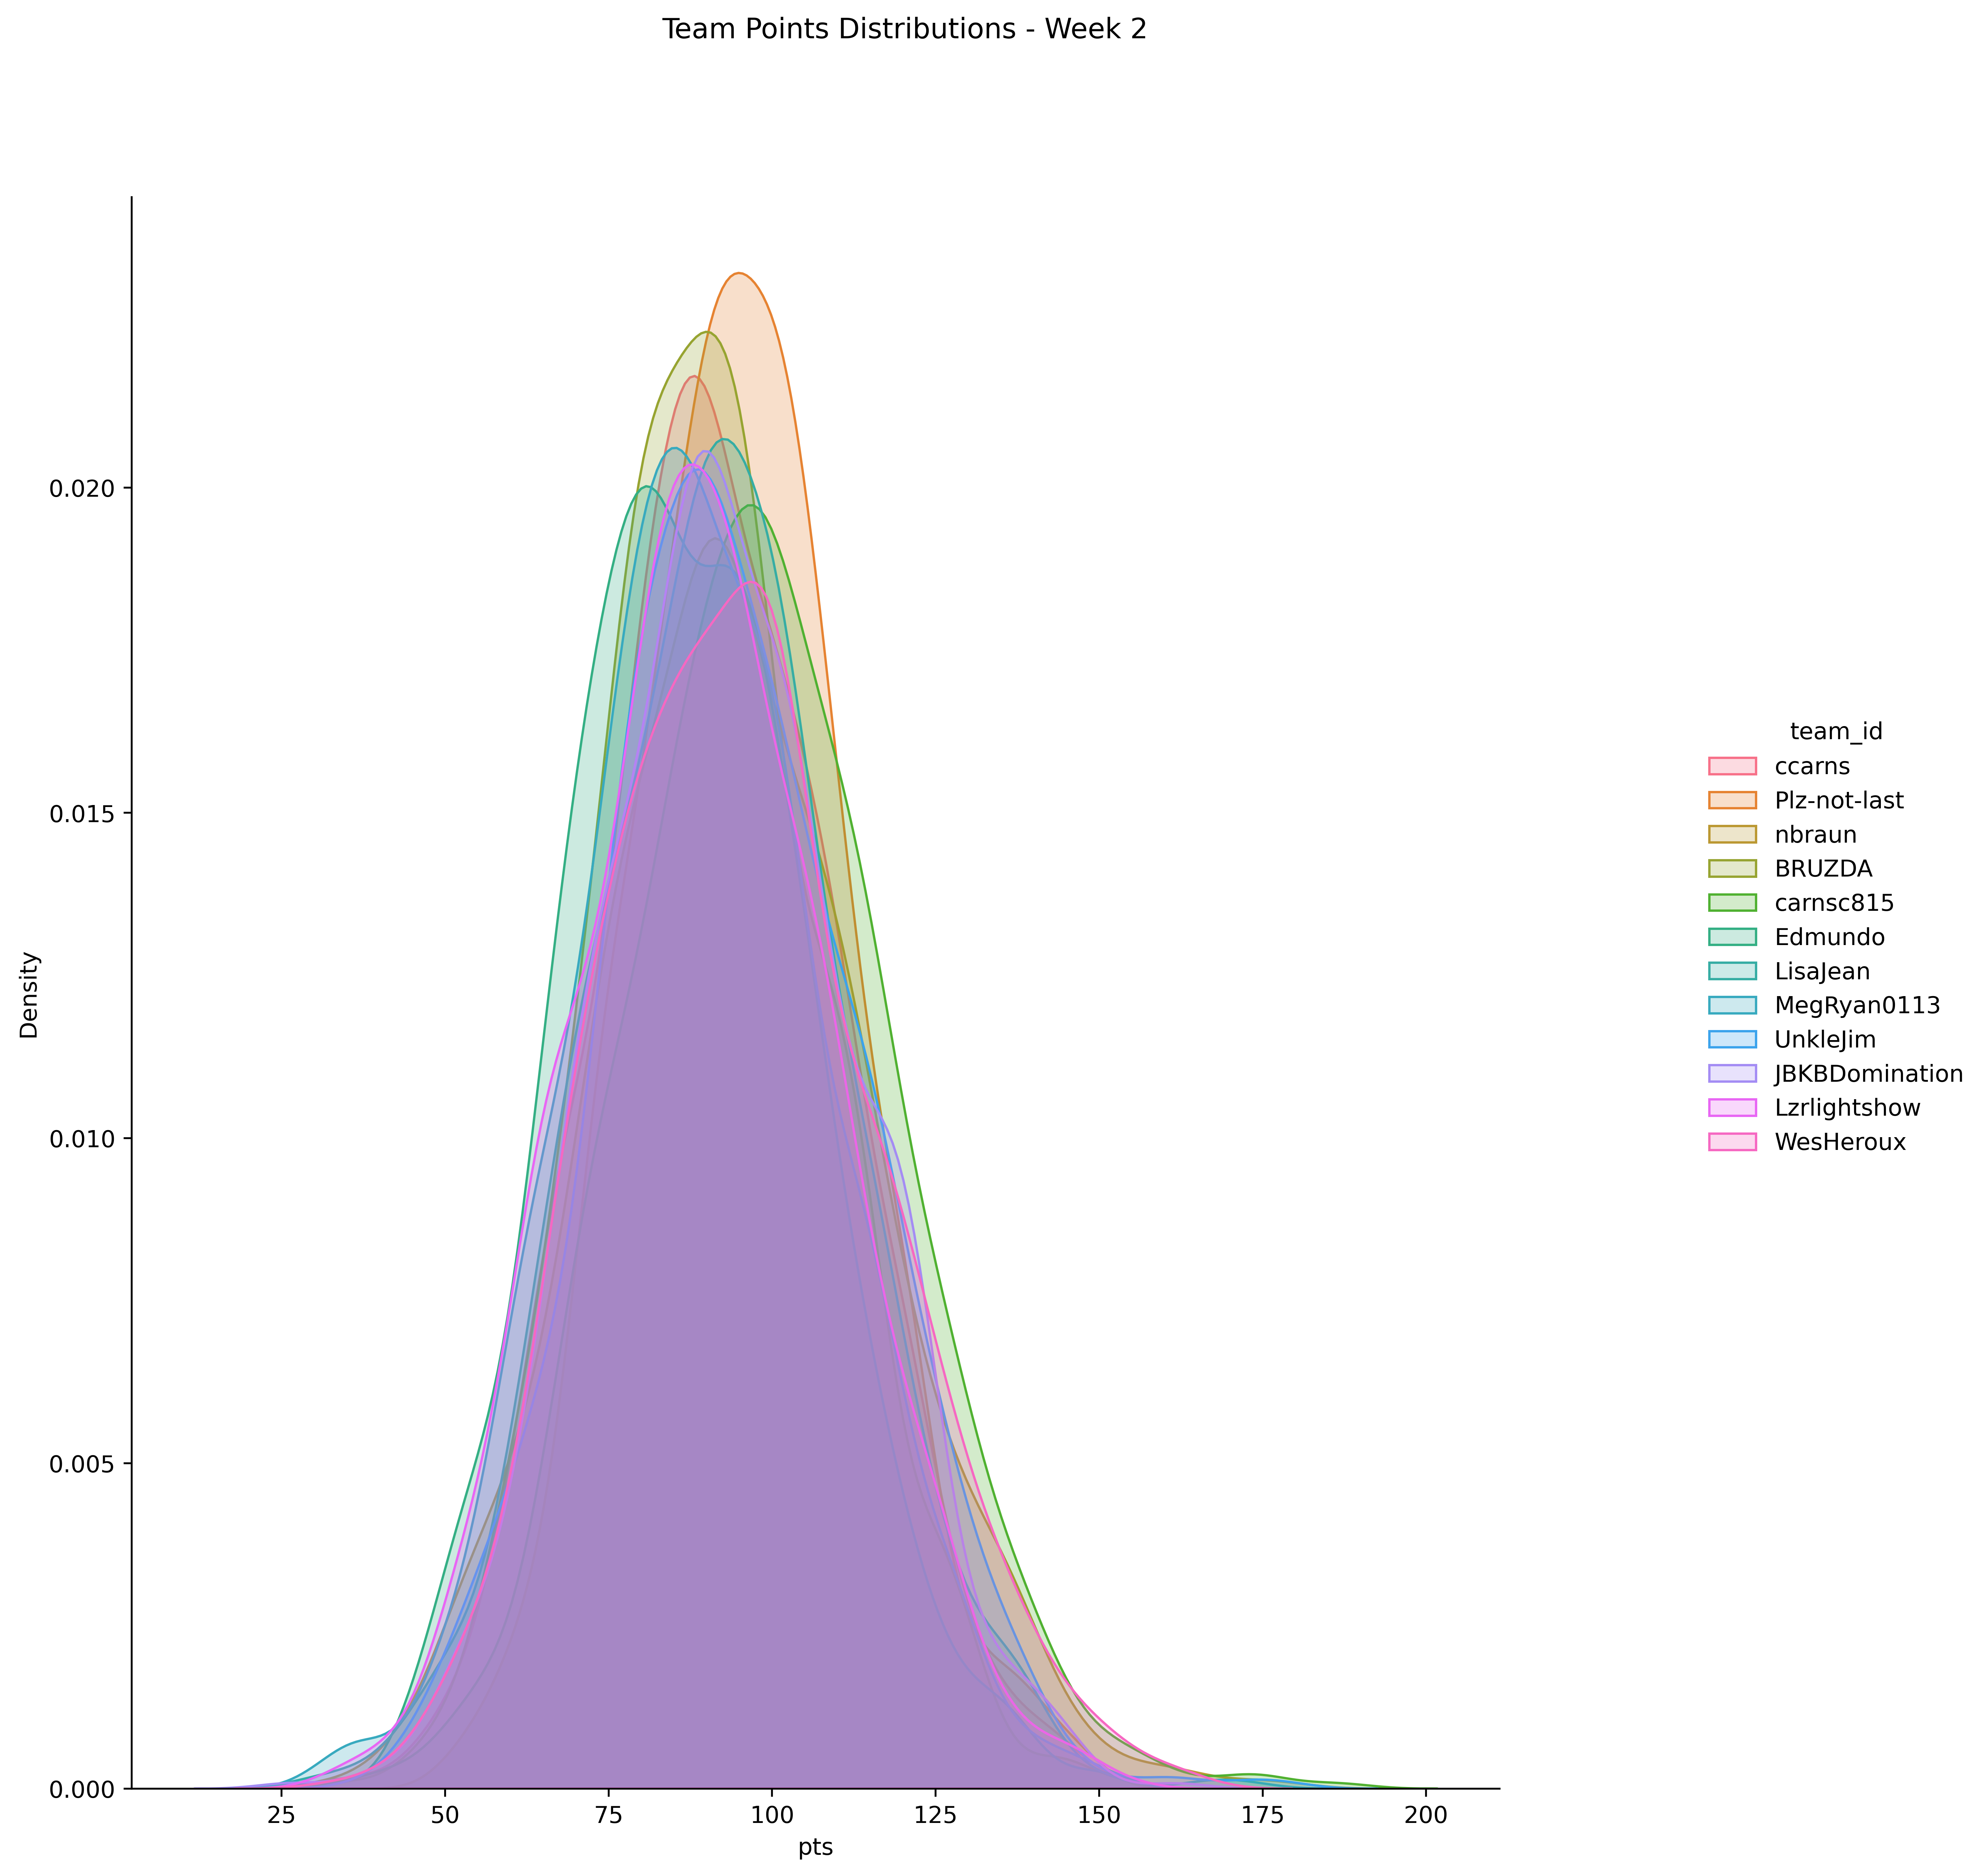 Team Points Distributions - Week 2
Density
0.020
0.015
0.010
0.005
0.000
25 50 75 100 125 150 175 200
pts
team_id
ccarns
Plz-not-last
nbraun
BRUZDA
carnsc815
Edmundo
LisaJean
MegRyan0113
UnkleJim
JBKBDomination
Lzrlightshow
WesHeroux